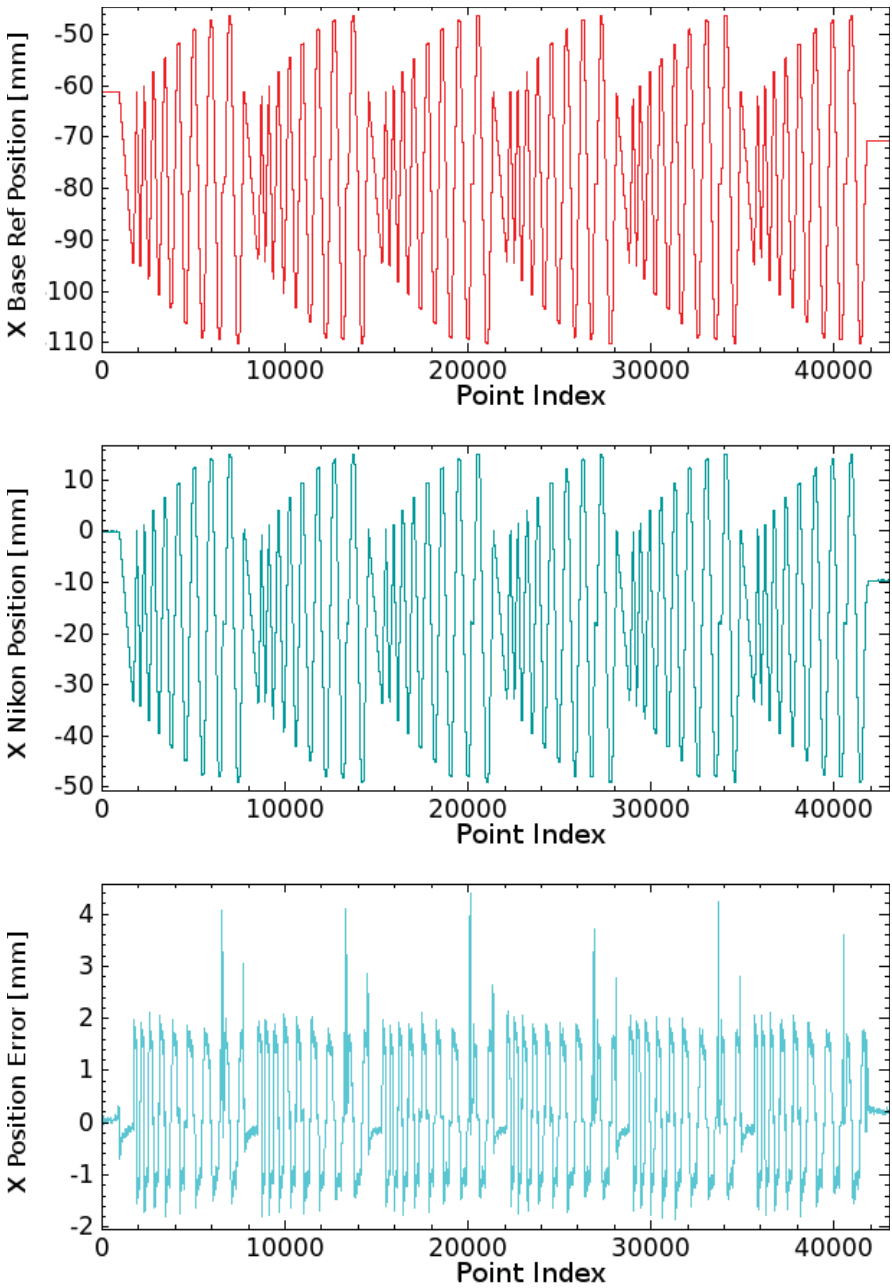 X Base Ref Position [mm]
-50
-60
-70
-80
-90
-100
-110
0 10000 20000 30000 40000
Point Index
X Nikon Position [mm]
10
0
-10
-20
-30
-40
-50
0 10000 20000 30000 40000
Point Index
X Position Error [mm]
4
3
2
1
0
-1
-2
0 10000 20000 30000 40000
Point Index